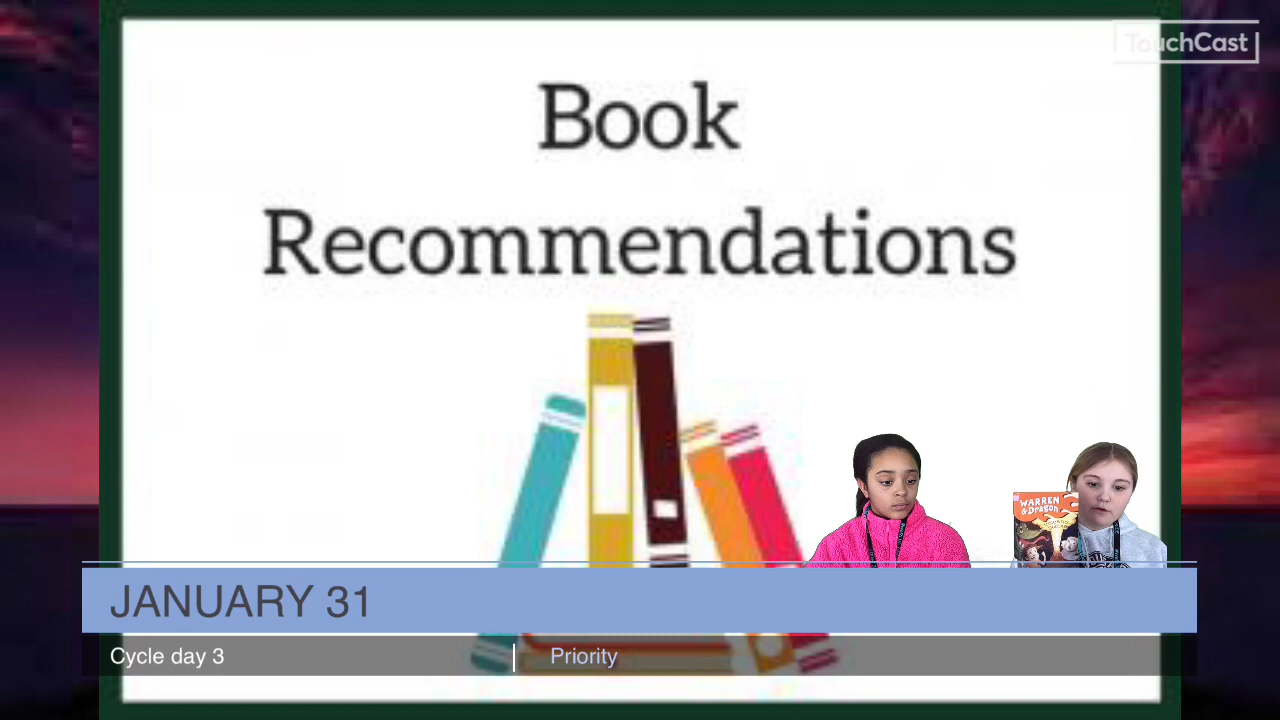 TouchCast
Book
Recommendations
WARREN
& DRAGON
JANUARY 31
Cycle day 3
Priority